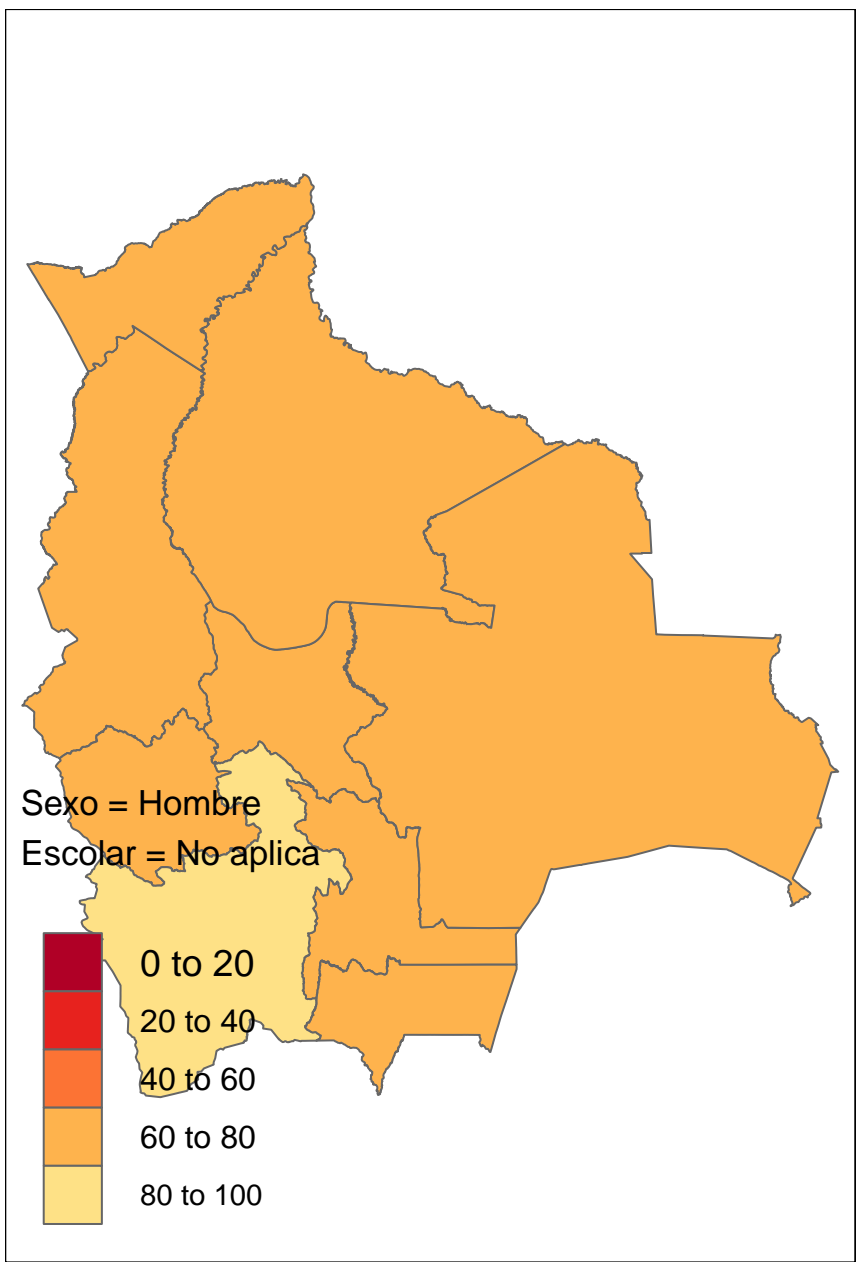 Sexo = Hombre
Escolar = No aplica
0 to 20
20 to 40
40 to 60
60 to 80
80 to 100